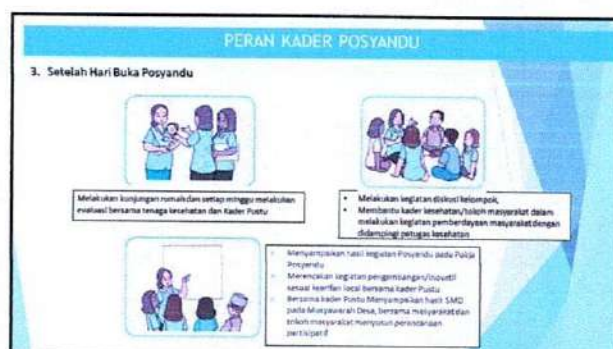 PERAN KADER POSYANDU
3. Setelah Hari Buka Posyandu
Melakukan kunjungan rumah dan setiap minggu melakukan
evaluasi bersama tenaga kesehatan dan Kader Pustu
• Melakukan kegiatan diskusi kelompok,
• Membantu kader kesehatan/tokoh masyarakat dalam
melakukan kegiatan pemberdayaan masyarakat dengan
didampingi petugas kesehatan
• Menyampaikan hasil kegiatan Posyandu pada Pokja
Posyandu
• Merencanakan kegiatan pengembangan/inovatif
sesuai kearifan local bersama kader Pustu
• Bersama kader Pustu Menyampaikan hasil SMD
pada Musyawarah Desa, bersama masyarakat dan
tokoh masyarakat menyusun perencanaan
partisipatif